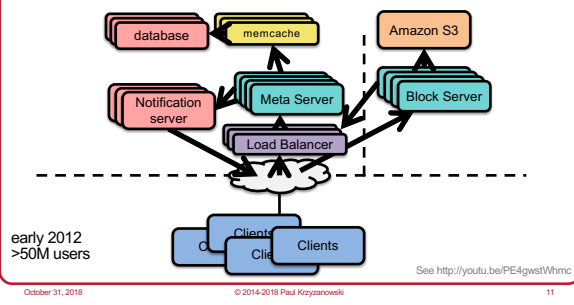 database
memcache
Amazon S3
Notification
server
Meta Server
Block Server
Load Balancer
Clients
Clients
early 2012
>50M users
See http://youtu.be/PE4gwstWhmc
October 31, 2018
© 2014-2018 Paul Krzyzanowski
11